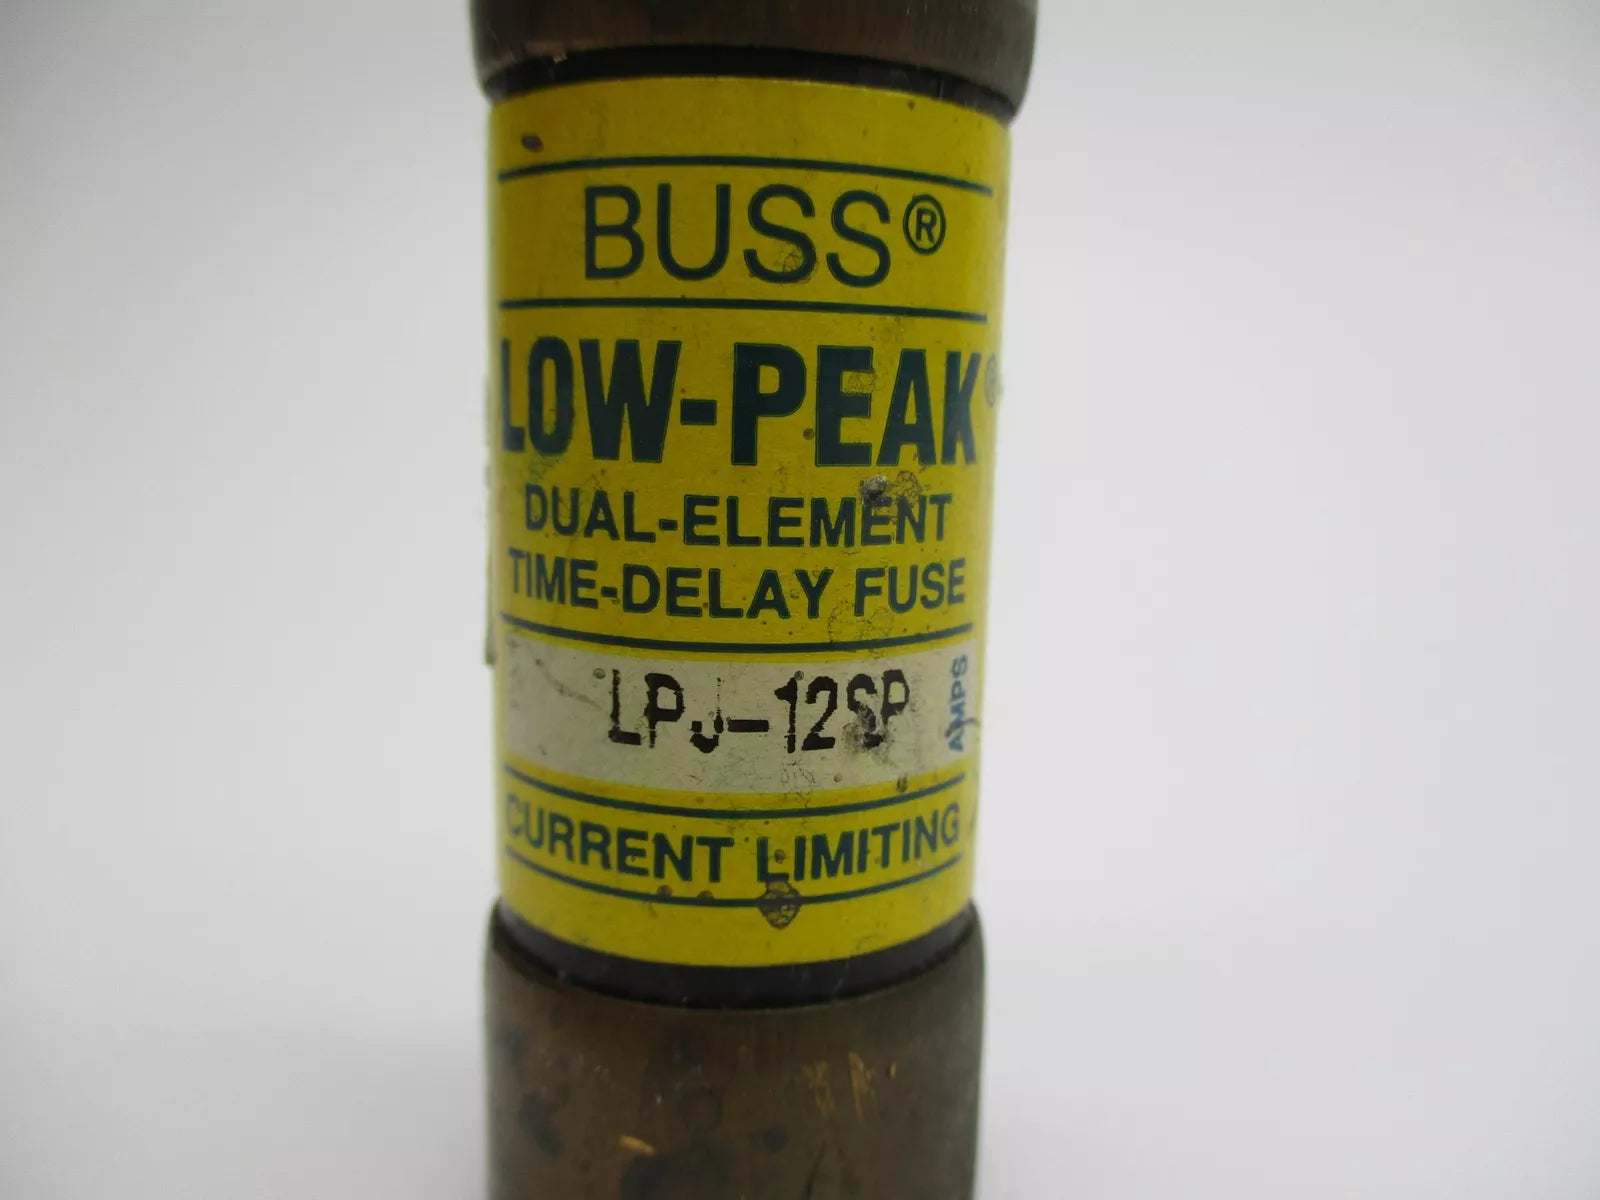 BUSS®
LOW-PEAK®
DUAL-ELEMENT
TIME-DELAY FUSE
LPJ-12SP AMPS
CURRENT LIMITING